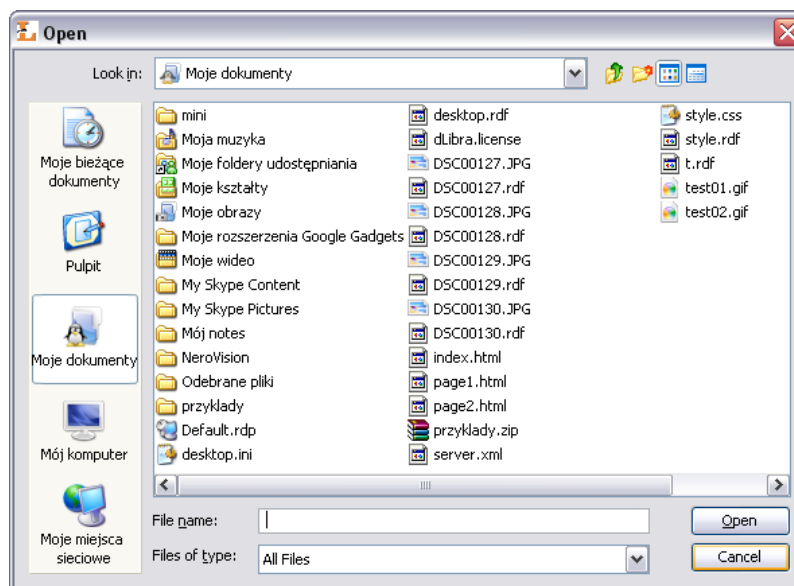 Open
Look in: Moje dokumenty
Moje bieżące
dokumenty
Pulpit
Moje dokumenty
Mój komputer
Moje miejsca
sieciowe
mini
Moja muzyka
Moje foldery udostępniania
Moje kształty
Moje obrazy
Moje rozszerzenia Google Gadgets
Moje wideo
My Skype Content
My Skype Pictures
Mój notes
NeroVision
Odebrane pliki
przyklady
Default.rdp
desktop.ini
desktop.rdf
dLibra.license
DSC00127.JPG
DSC00127.rdf
DSC00128.JPG
DSC00128.rdf
DSC00129.JPG
DSC00129.rdf
DSC00130.JPG
DSC00130.rdf
index.html
page1.html
page2.html
przyklady.zip
server.xml
style.css
style.rdf
t.rdf
test01.gif
test02.gif
File name:
Open
Files of type: All Files
Cancel